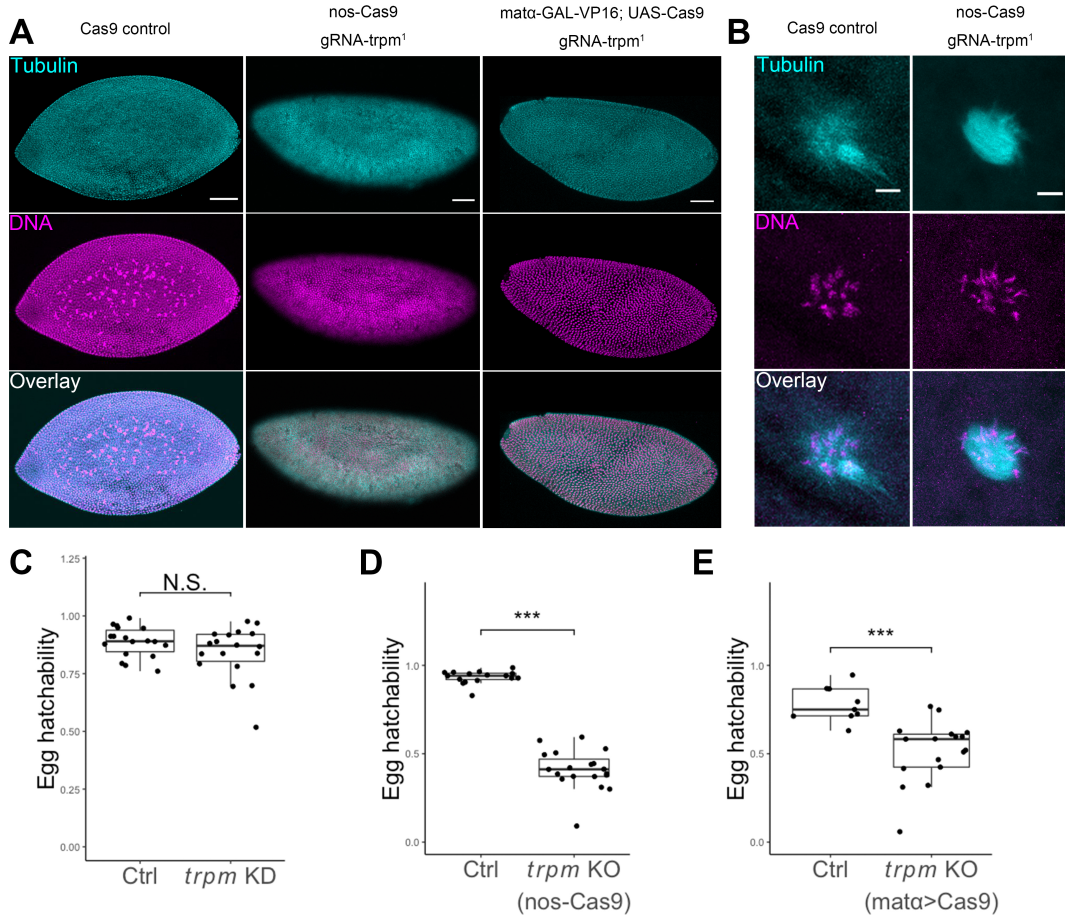 A
Cas9 control
nos-Cas9
gRNA-trpm¹
matα-GAL-VP16; UAS-Cas9
gRNA-trpm¹
B
Cas9 control
nos-Cas9
gRNA-trpm¹
Tubulin
DNA
Overlay
Tubulin
DNA
Overlay
C
Egg hatchability
1.25
1.00
0.75
0.50
0.25
0.00
N.S.
Ctrl
trpm KD
D
Egg hatchability
1.0
0.5
0.0
***
Ctrl
trpm KO
(nos-Cas9)
E
Egg hatchability
1.0
0.5
0.0
***
Ctrl
trpm KO
(matα>Cas9)